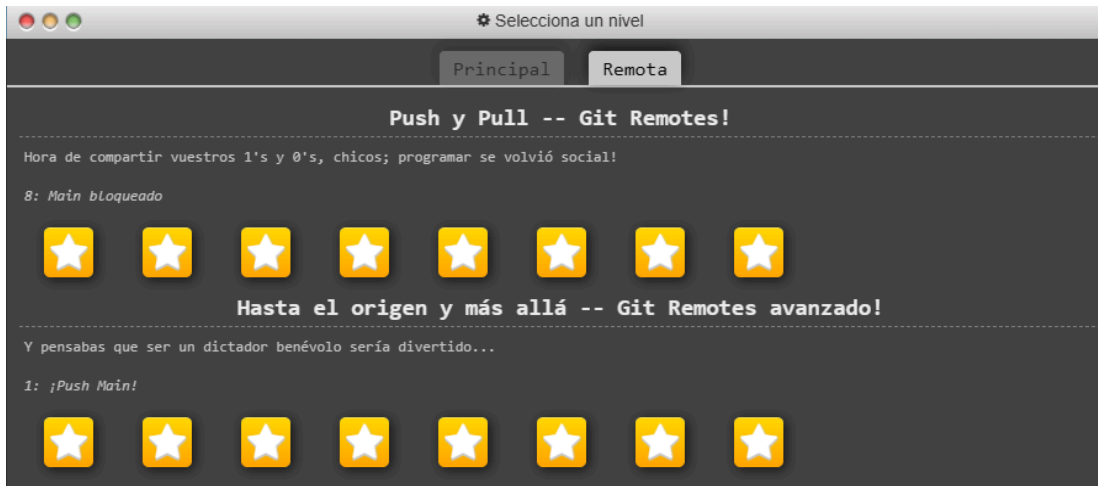 Selecciona un nivel
Principal
Remota
Push y Pull -- Git Remotes!
Hora de compartir vuestros 1's y 0's, chicos; programar se volvió social!
8: Main bloqueado
Hasta el origen y más allá -- Git Remotes avanzado!
Y pensabas que ser un dictador benévolo sería divertido...
1: ¡Push Main!